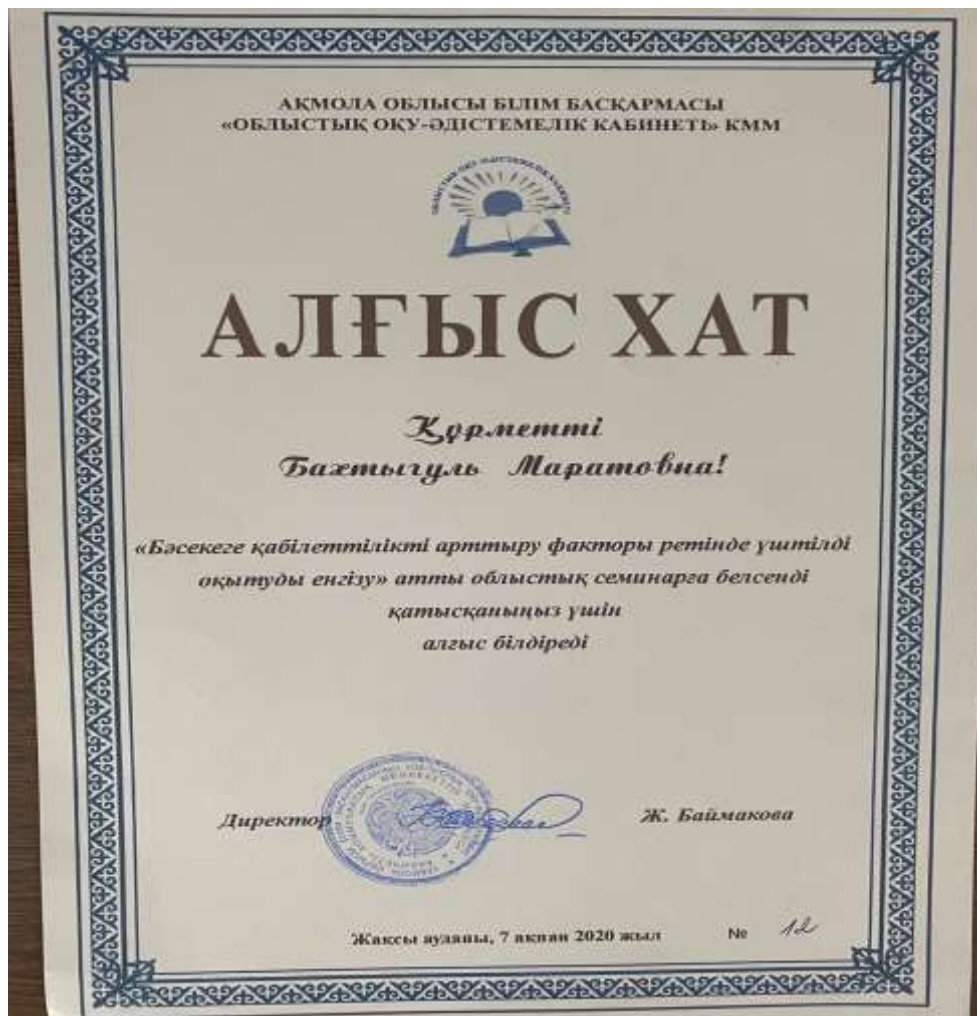 АҚМОЛА ОБЛЫСЫ БІЛІМ БАСҚАРМАСЫ
«ОБЛЫСТЫҚ ОҚУ-ӘДІСТЕМЕЛІК КАБИНЕТІ» КММ
АЛҒЫС ХАТ
Құрметті
Бахтыгуль Маратовна!
«Бәсекеге қабілеттілікті арттыру факторы ретінде үштілді
оқытуды енгізу» атты облыстық семинарға белсенді
қатысқаныңыз үшін
алғыс білдіреді
Директор Ж. Баймакова
Жақсы ауданы, 7 ақпан 2020 жыл № 12